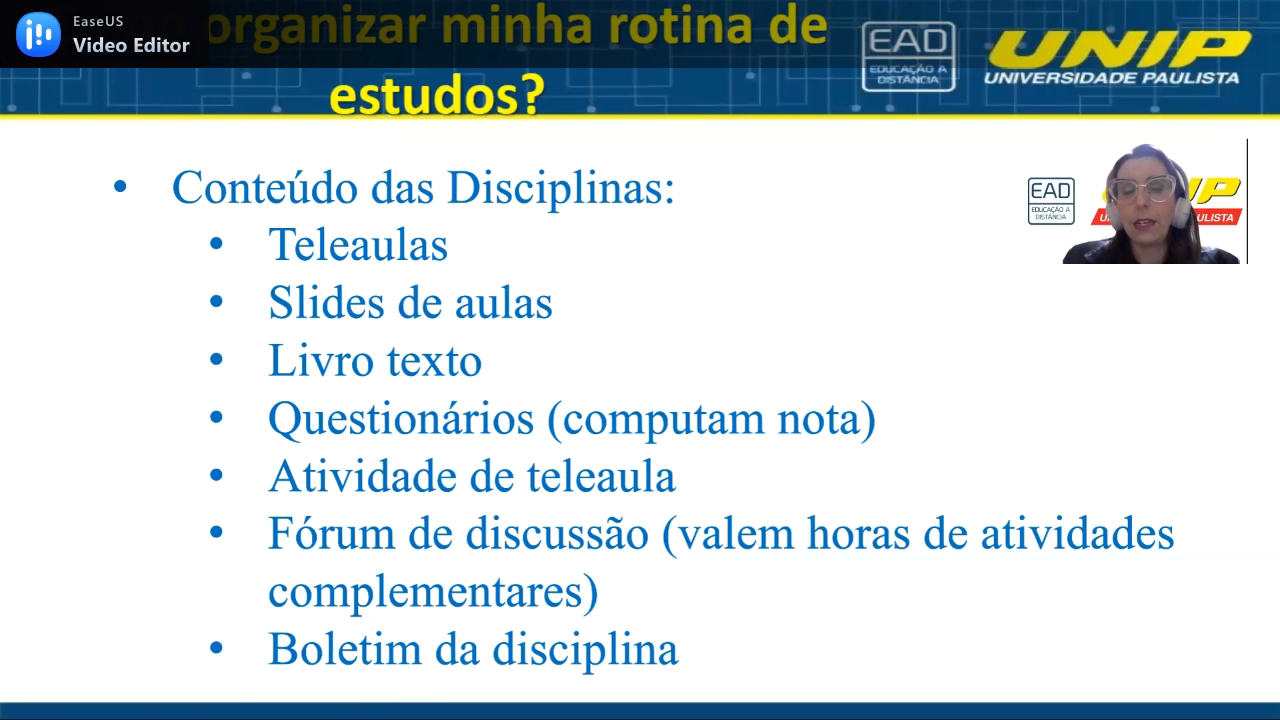 EaseUS
Video Editor
organizar minha rotina de
estudos?
EAD
EDUCAÇÃO A
DISTÂNCIA
UNIP
UNIVERSIDADE PAULISTA
• Conteúdo das Disciplinas:
• Teleaulas
• Slides de aulas
• Livro texto
• Questionários (computam nota)
• Atividade de teleaula
• Fórum de discussão (valem horas de atividades
complementares)
• Boletim da disciplina
EAD
EDUCAÇÃO A
DISTÂNCIA